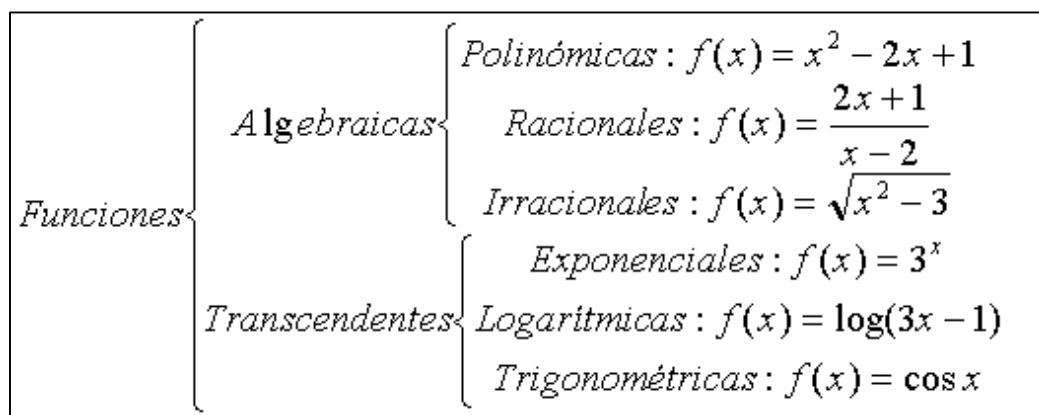 Funciones
Algebraicas
Polinómicas : f(x) = x² − 2x + 1
Racionales : f(x) = (2x + 1)/(x − 2)
Irracionales : f(x) = √(x² − 3)
Transcendentes
Exponenciales : f(x) = 3ˣ
Logarítmicas : f(x) = log(3x − 1)
Trigonométricas : f(x) = cos x